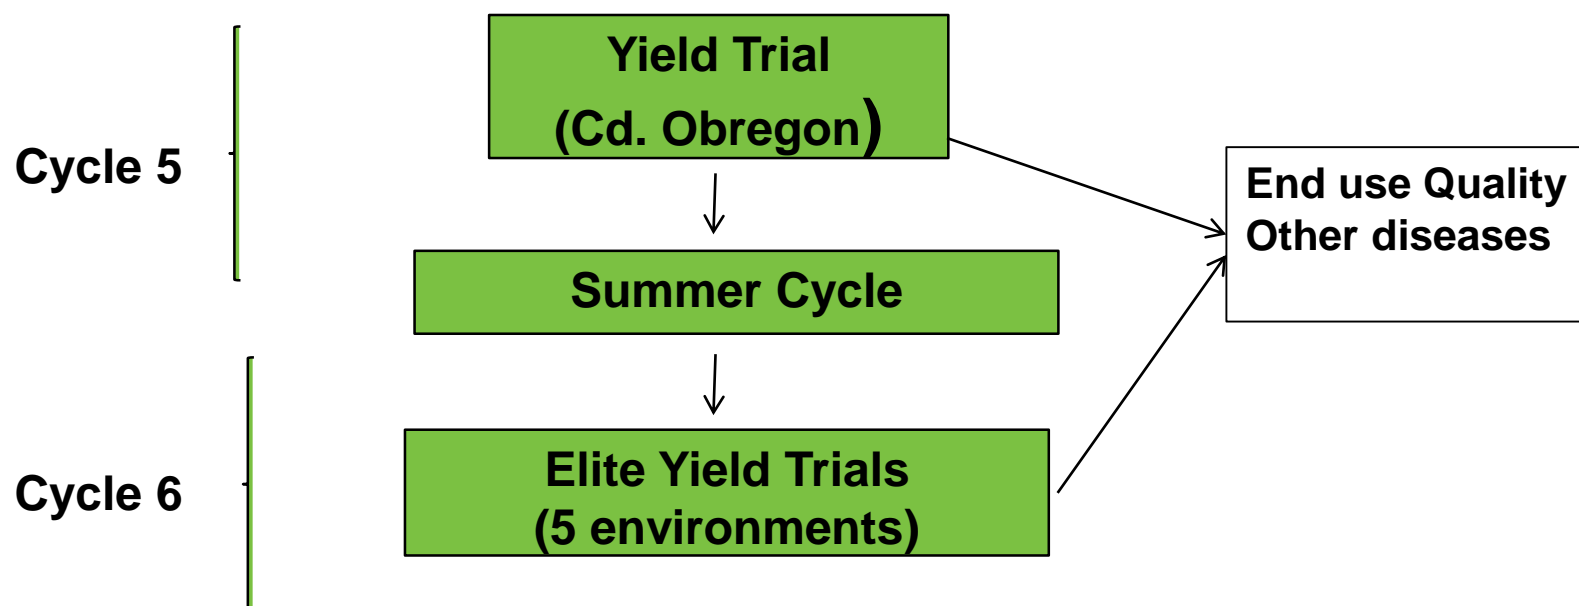 Yield Trial
(Cd. Obregon)
Cycle 5
End use Quality
Other diseases
Summer Cycle
Elite Yield Trials
(5 environments)
Cycle 6